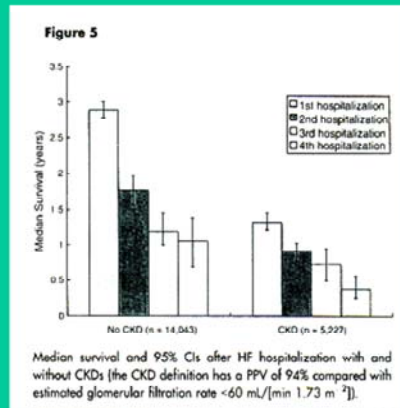 Figure 5
3.5
3
2.5
2
1.5
1
0.5
0
Median Survival (years)
1st hospitalization
2nd hospitalization
3rd hospitalization
4th hospitalization
No CKD (n = 14,043)
CKD (n = 5,227)
Median survival and 95% CIs after HF hospitalization with and
without CKDs (the CKD definition has a PPV of 94% compared with
estimated glomerular filtration rate <60 mL/[min 1.73 m ²]).